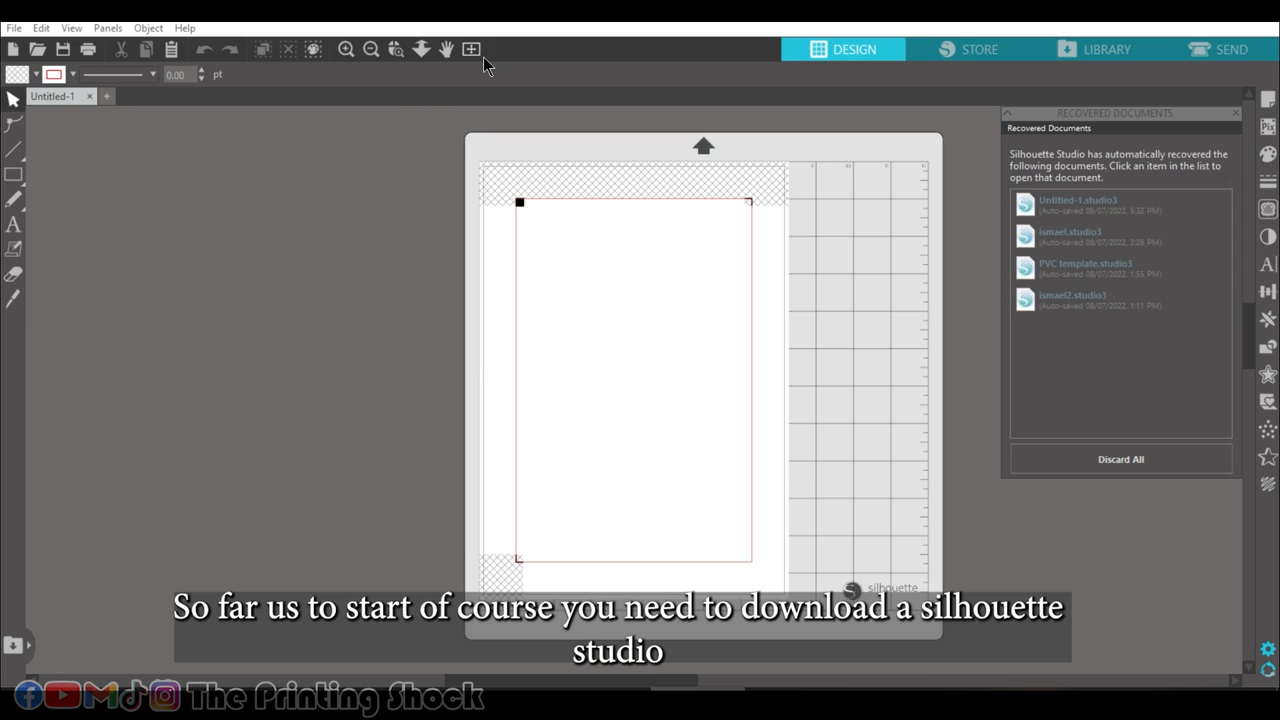 File Edit View Panels Object Help
DESIGN STORE LIBRARY SEND
0.00 pt
Untitled-1
RECOVERED DOCUMENTS
Recovered Documents
Silhouette Studio has automatically recovered the
following documents. Click an item in the list to
open that document.
Untitled-1.studio3
(Auto-saved 09/07/2022, 5:32 PM)
ismael.studio3
(Auto-saved 08/07/2022, 2:26 PM)
PVC template.studio3
(Auto-saved 08/07/2022, 1:55 PM)
ismael2.studio3
(Auto-saved 08/07/2022, 1:11 PM)
Discard All
silhouette
So far us to start of course you need to download a silhouette
studio
The Printing Shock